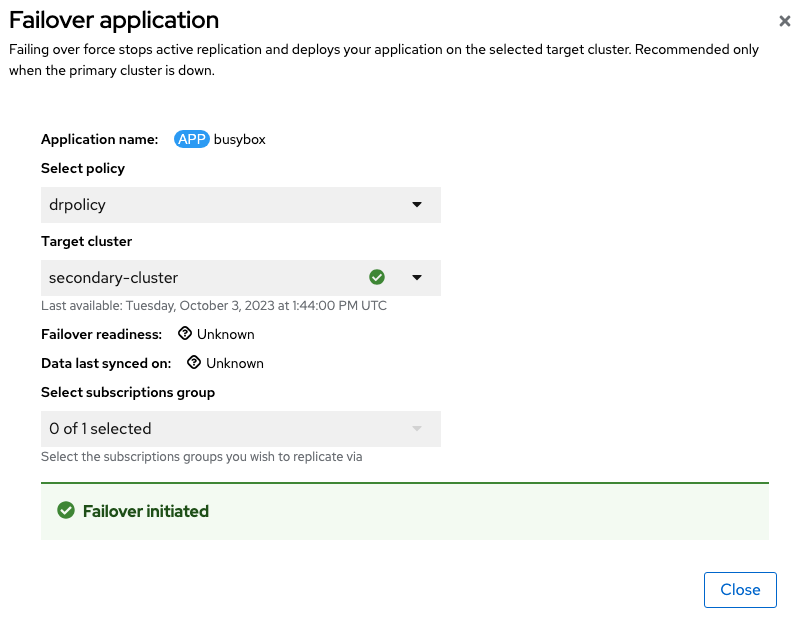 Failover application
Failing over force stops active replication and deploys your application on the selected target cluster. Recommended only
when the primary cluster is down.
Application name: APP busybox
Select policy
drpolicy
Target cluster
secondary-cluster
Last available: Tuesday, October 3, 2023 at 1:44:00 PM UTC
Failover readiness: Unknown
Data last synced on: Unknown
Select subscriptions group
0 of 1 selected
Select the subscriptions groups you wish to replicate via
Failover initiated
Close